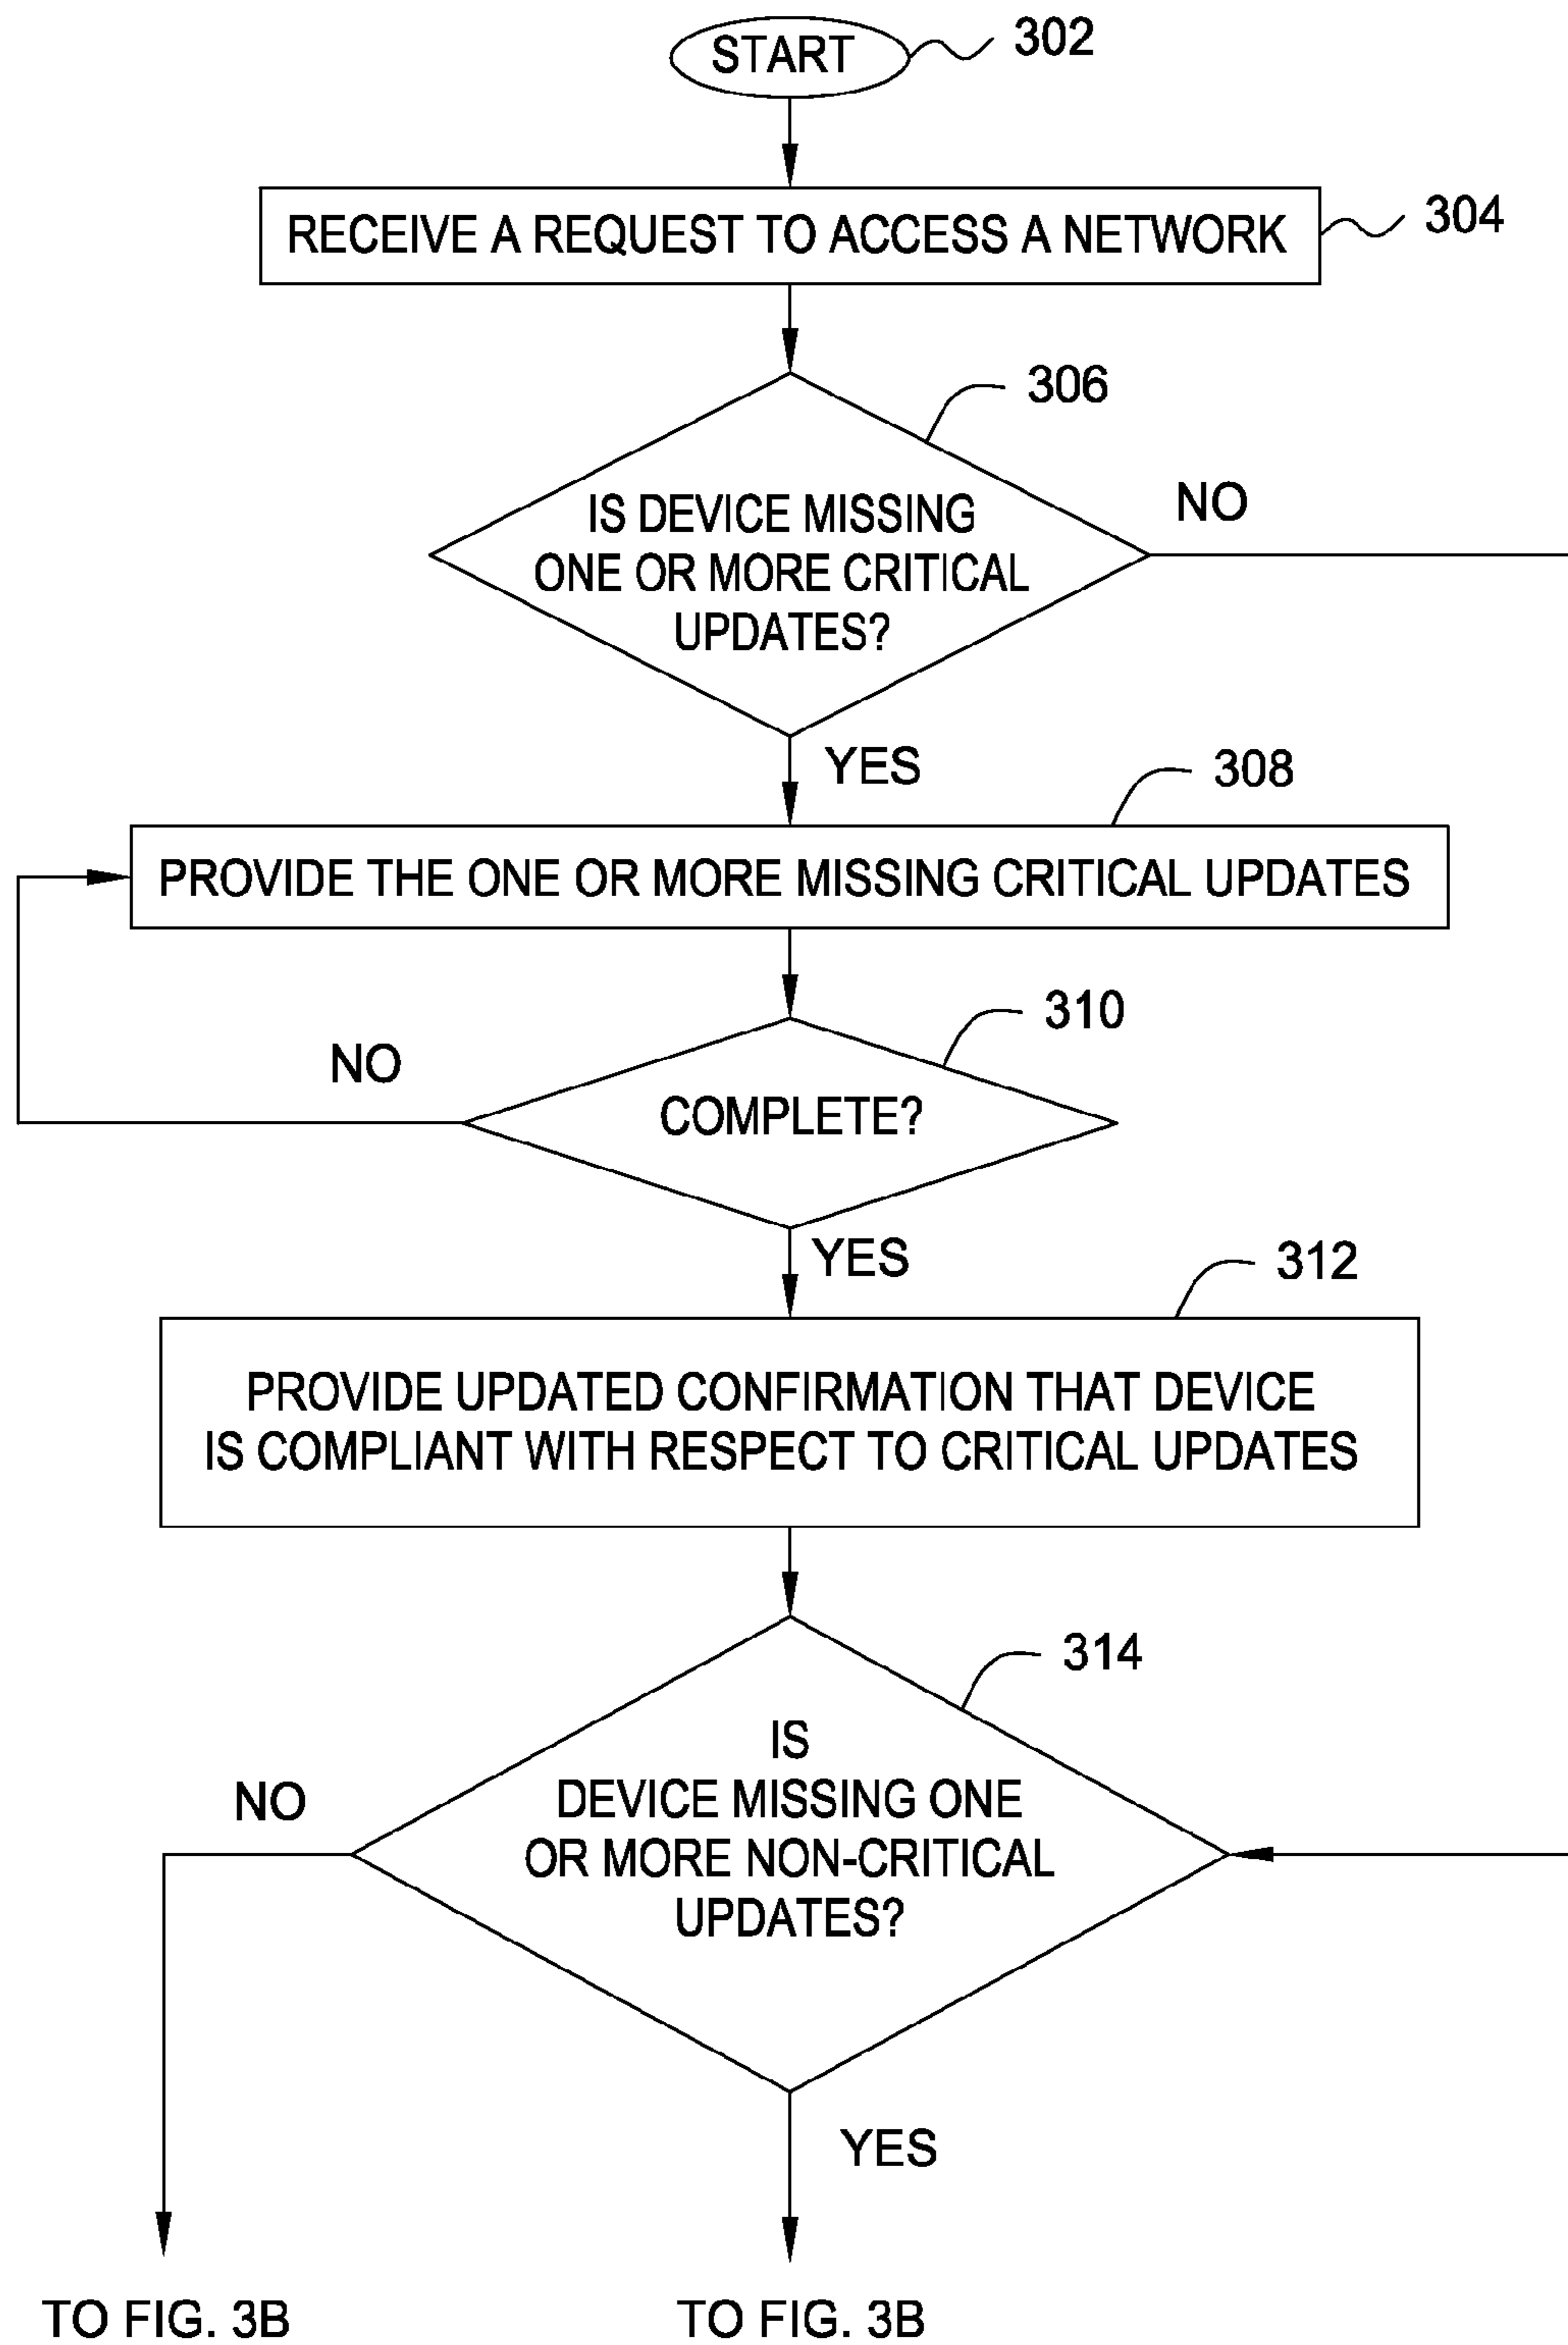 START
302
RECEIVE A REQUEST TO ACCESS A NETWORK
304
306
IS DEVICE MISSING
ONE OR MORE CRITICAL
UPDATES?
NO
YES
308
PROVIDE THE ONE OR MORE MISSING CRITICAL UPDATES
310
NO
COMPLETE?
YES
312
PROVIDE UPDATED CONFIRMATION THAT DEVICE
IS COMPLIANT WITH RESPECT TO CRITICAL UPDATES
314
IS
DEVICE MISSING ONE
OR MORE NON-CRITICAL
UPDATES?
NO
YES
TO FIG. 3B
TO FIG. 3B